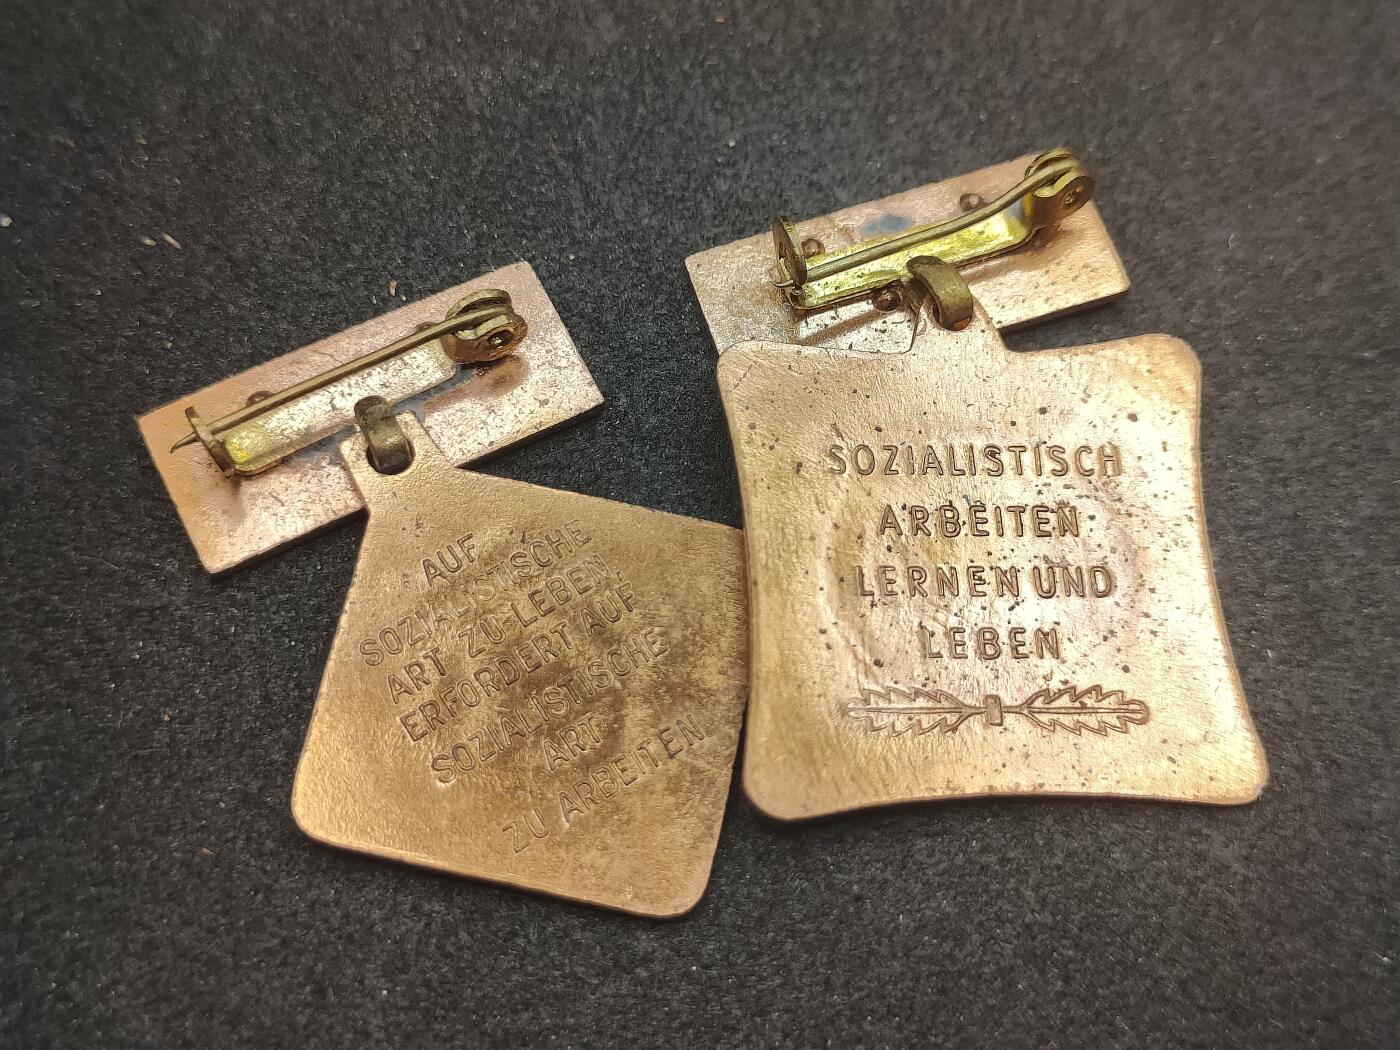 AUF
SOZIALISTISCHE
ART ZU LEBEN
ERFORDERT AUF
SOZIALISTISCHE
ART
ZU ARBEITEN
SOZIALISTISCH
ARBEITEN
LERNEN UND
LEBEN